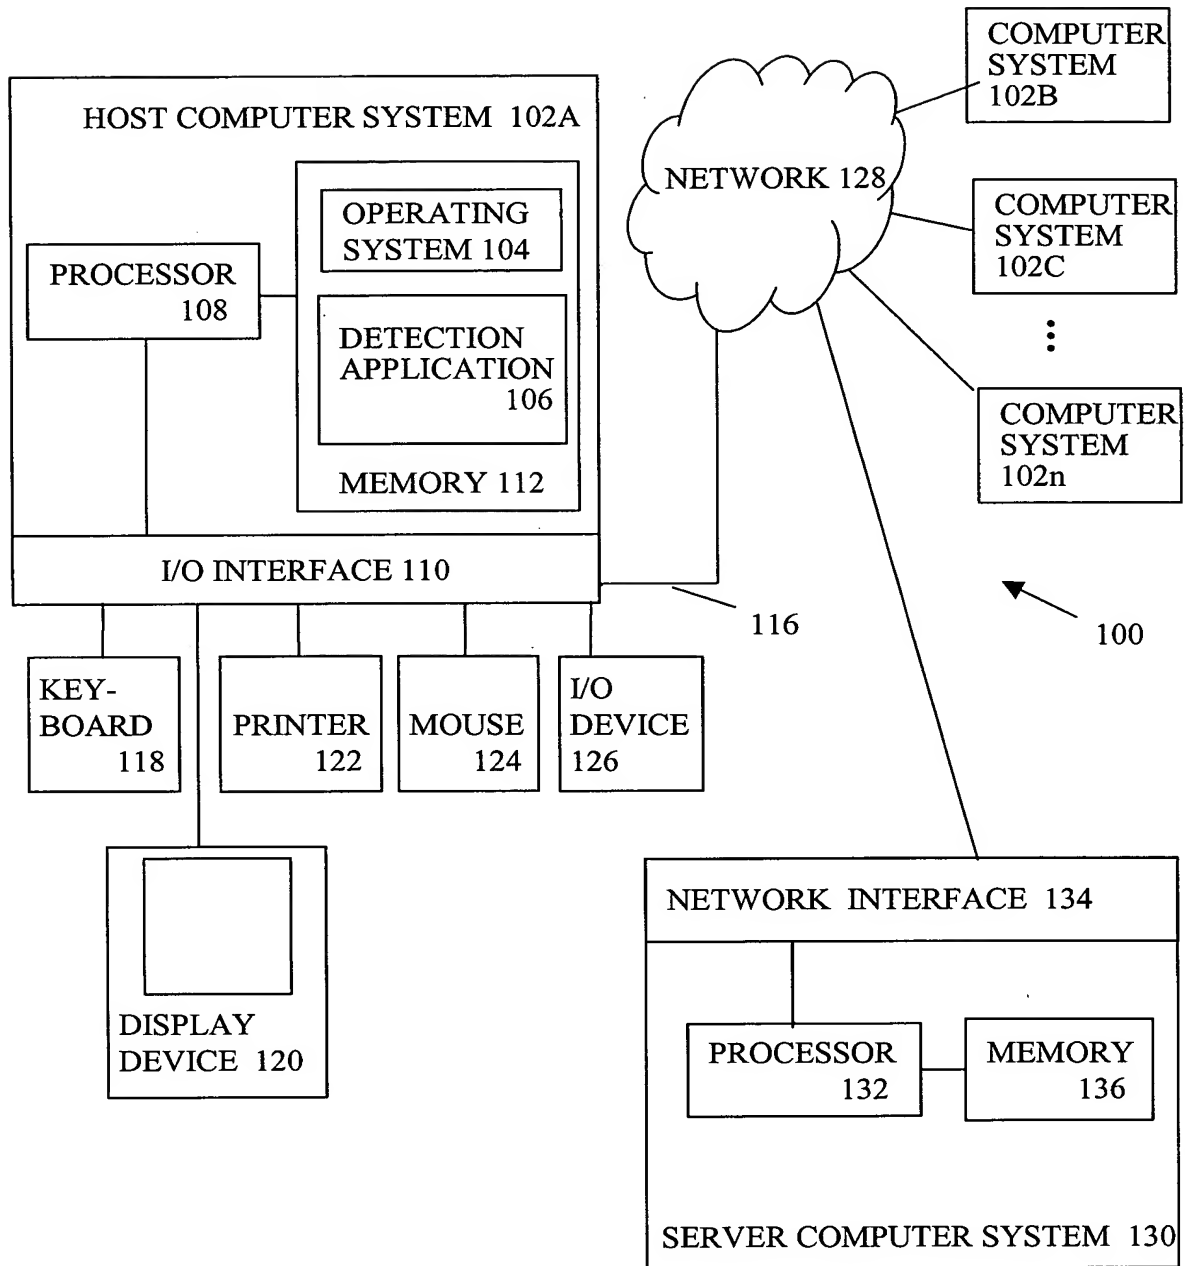 COMPUTER
SYSTEM
102B
HOST COMPUTER SYSTEM 102A
NETWORK 128
OPERATING
SYSTEM 104
COMPUTER
SYSTEM
102C
PROCESSOR
108
DETECTION
APPLICATION
106
COMPUTER
SYSTEM
102n
MEMORY 112
I/O INTERFACE 110
116
100
KEY-
BOARD
118
PRINTER
122
MOUSE
124
I/O
DEVICE
126
NETWORK INTERFACE 134
DISPLAY
DEVICE 120
PROCESSOR
132
MEMORY
136
SERVER COMPUTER SYSTEM 130